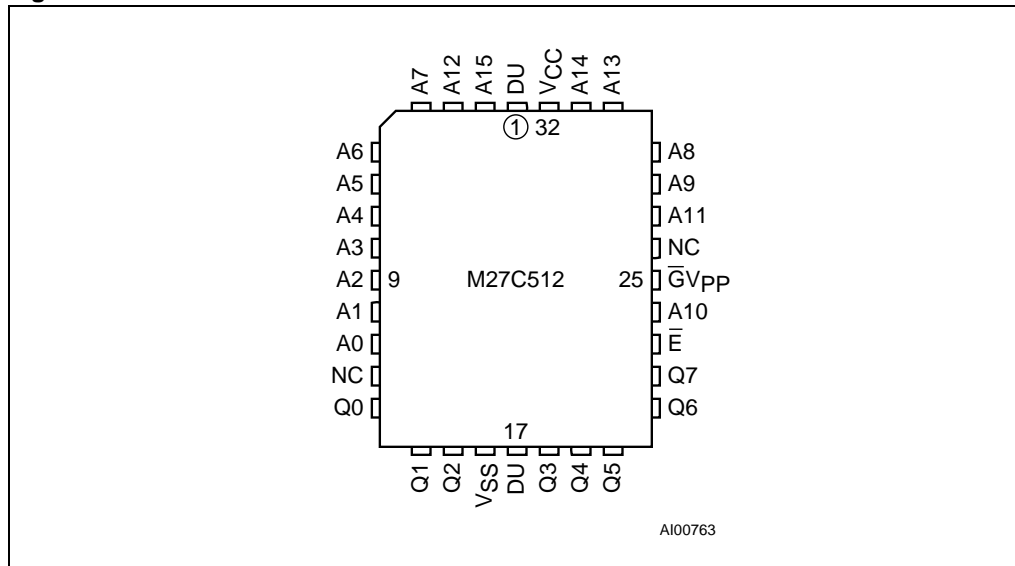 A7 A12 A15 DU VCC A14 A13
1 32
A6 A8
A5 A9
A4 A11
A3 NC
A2 9 M27C512 25 G̅VPP
A1 A10
A0 E̅
NC Q7
Q0 Q6
17
Q1 Q2 VSS DU Q3 Q4 Q5
AI00763